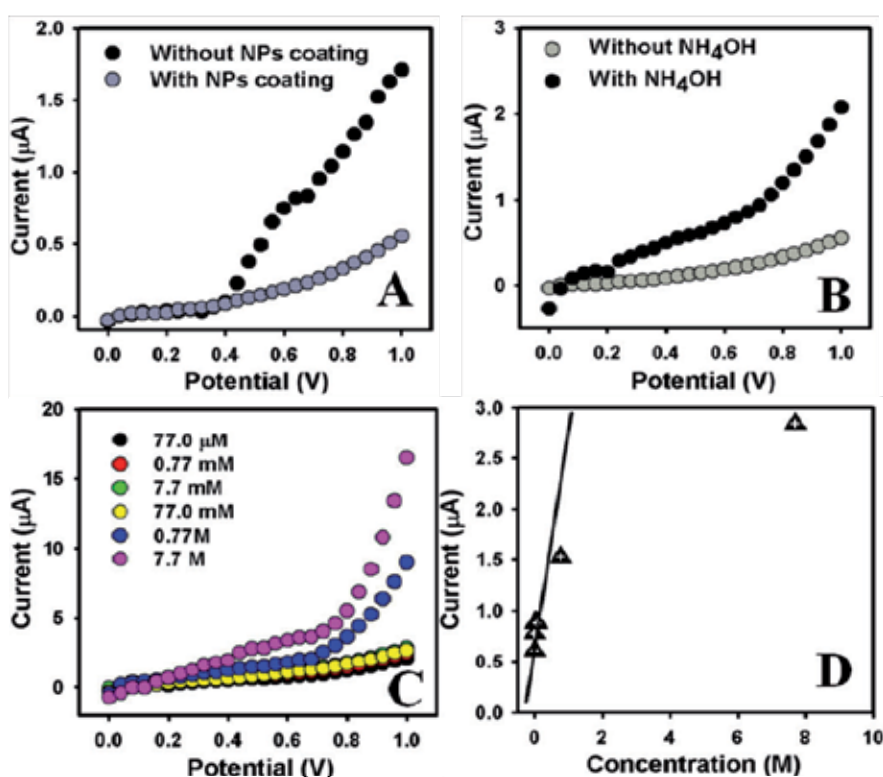 2.0
1.5
1.0
0.5
0.0
Current (µA)
Without NPs coating
With NPs coating
A
0.0 0.2 0.4 0.6 0.8 1.0
Potential (V)
3
2
1
0
Current (µA)
Without NH₄OH
With NH₄OH
B
0.0 0.2 0.4 0.6 0.8 1.0
Potential (V)
20
15
10
5
0
Current (µA)
77.0 µM
0.77 mM
7.7 mM
77.0 mM
0.77M
7.7 M
C
0.0 0.2 0.4 0.6 0.8 1.0
Potential (V)
3.0
2.5
2.0
1.5
1.0
0.5
0.0
Current (µA)
D
0 2 4 6 8 10
Concentration (M)